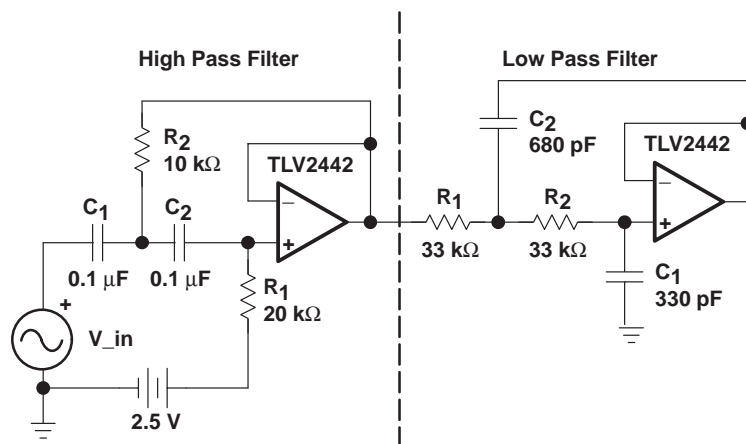 High Pass Filter
Low Pass Filter
R2
10 kΩ
TLV2442
−
+
C1
0.1 μF
C2
0.1 μF
R1
20 kΩ
+
V_in
2.5 V
C2
680 pF
TLV2442
−
+
R1
33 kΩ
R2
33 kΩ
C1
330 pF